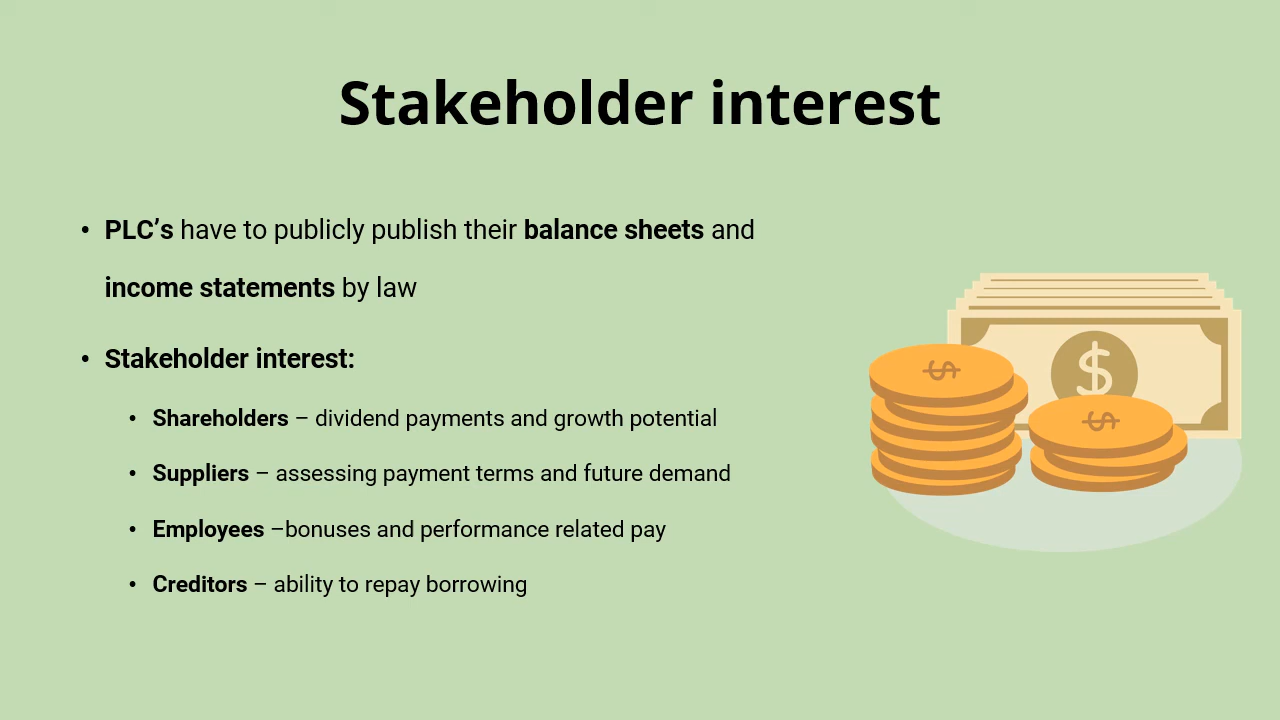 Stakeholder interest
• PLC’s have to publicly publish their balance sheets and
income statements by law
• Stakeholder interest:
• Shareholders – dividend payments and growth potential
• Suppliers – assessing payment terms and future demand
• Employees –bonuses and performance related pay
• Creditors – ability to repay borrowing
$
$
$